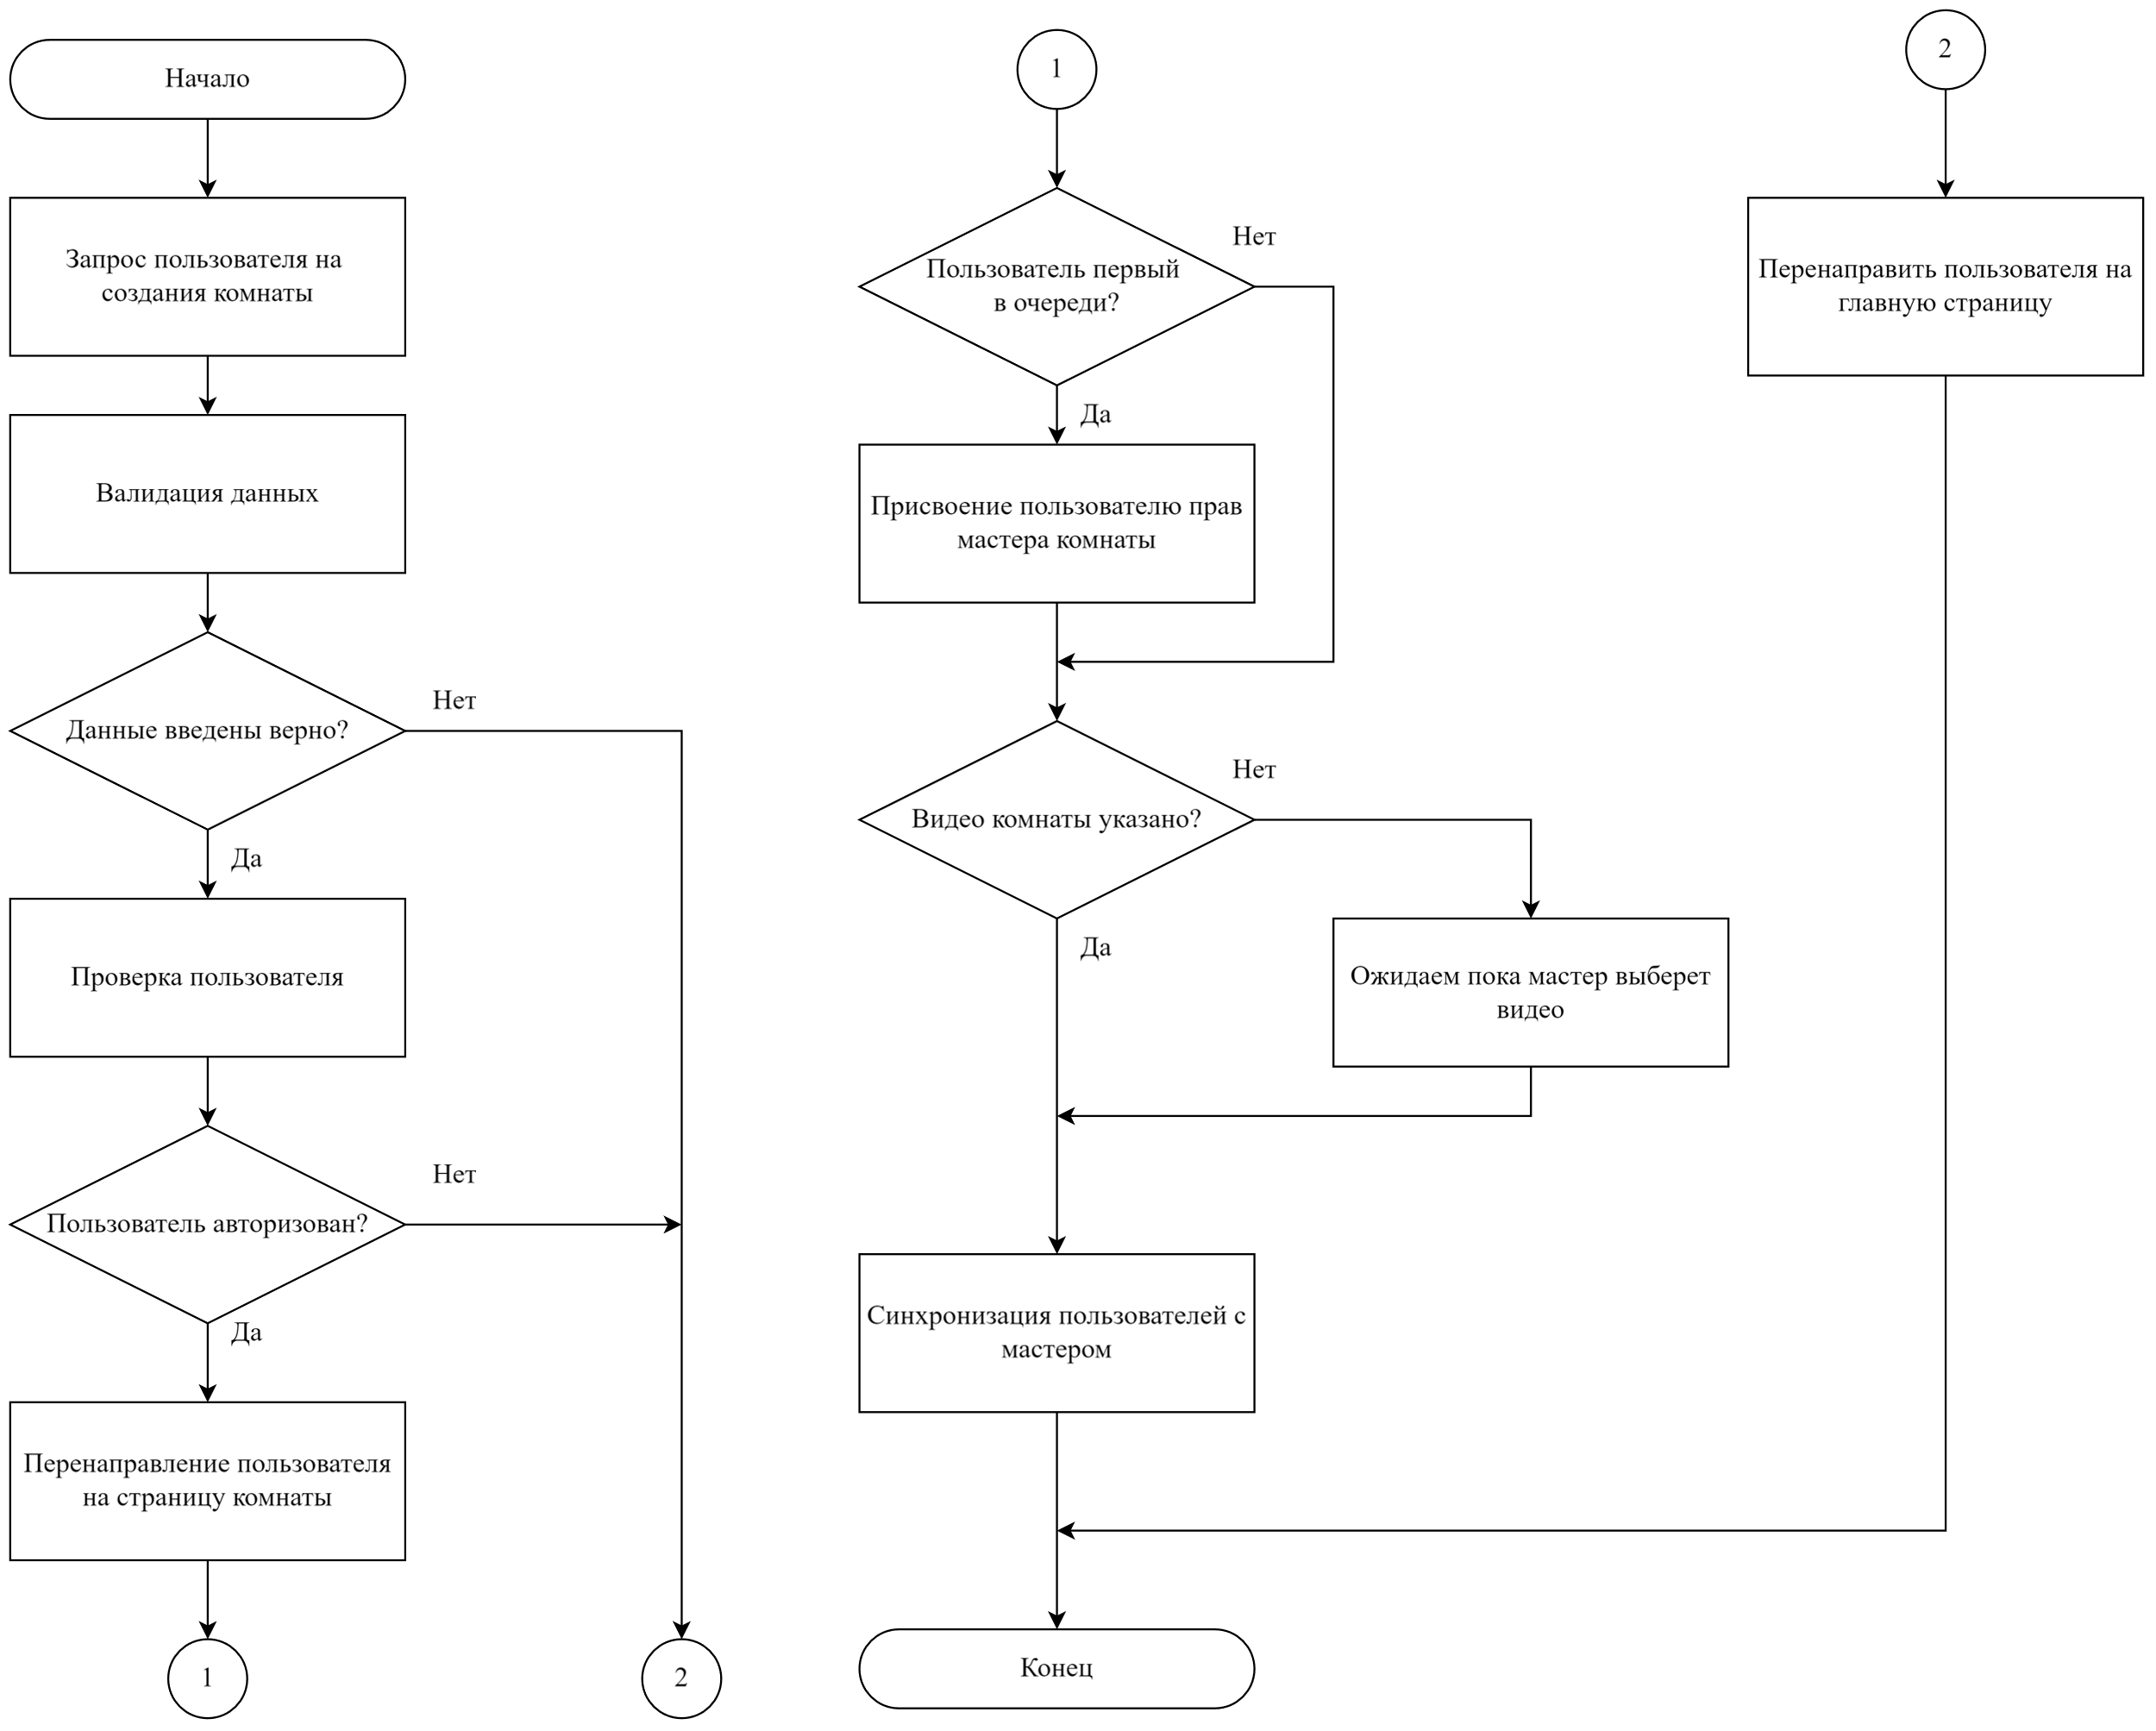 Начало
Запрос пользователя на
создания комнаты
Валидация данных
Данные введены верно?
Нет
Да
Проверка пользователя
Пользователь авторизован?
Нет
Да
Перенаправление пользователя
на страницу комнаты
1
2
1
Пользователь первый
в очереди?
Нет
Да
Присвоение пользователю прав
мастера комнаты
Видео комнаты указано?
Нет
Да
Ожидаем пока мастер выберет
видео
Синхронизация пользователей с
мастером
Конец
2
Перенаправить пользователя на
главную страницу